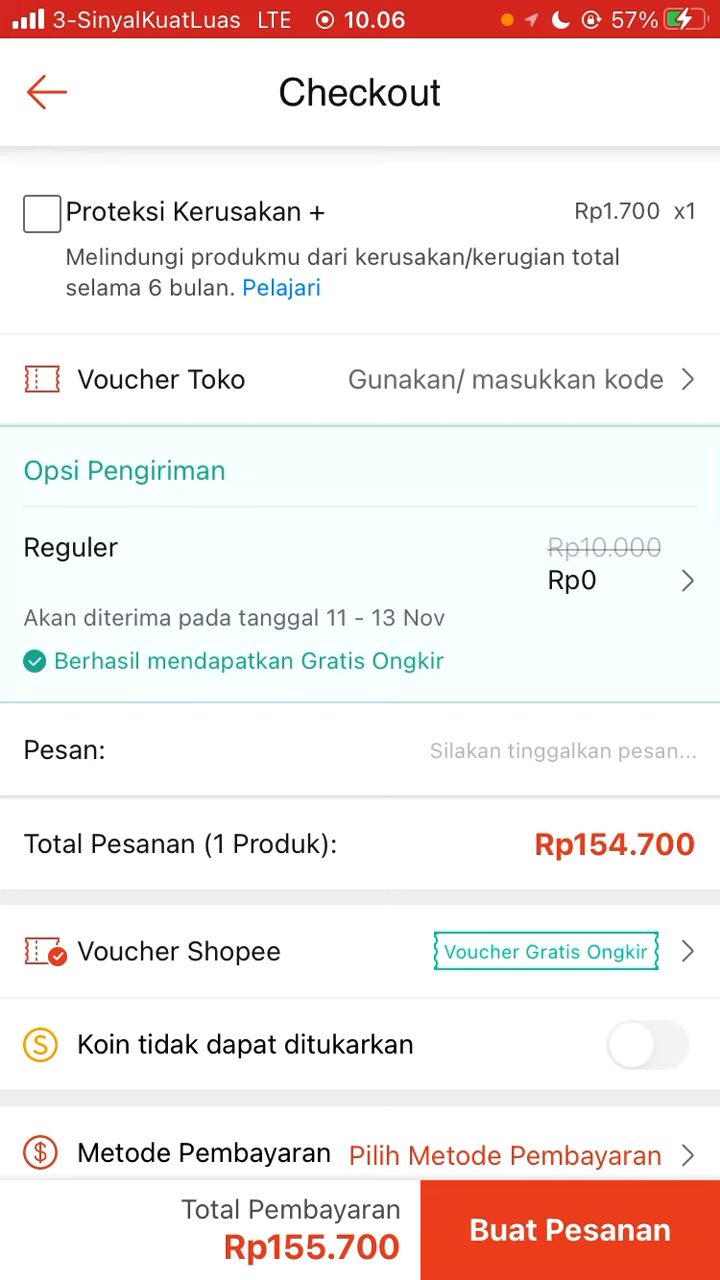 3-SinyalKuatLuas LTE 10.06 57%
Checkout
Proteksi Kerusakan + Rp1.700 x1
Melindungi produkmu dari kerusakan/kerugian total
selama 6 bulan. Pelajari
Voucher Toko Gunakan/ masukkan kode
Opsi Pengiriman
Reguler Rp10.000
Rp0
Akan diterima pada tanggal 11 - 13 Nov
Berhasil mendapatkan Gratis Ongkir
Pesan: Silakan tinggalkan pesan...
Total Pesanan (1 Produk): Rp154.700
Voucher Shopee Voucher Gratis Ongkir
S Koin tidak dapat ditukarkan
$ Metode Pembayaran Pilih Metode Pembayaran
Total Pembayaran
Rp155.700
Buat Pesanan